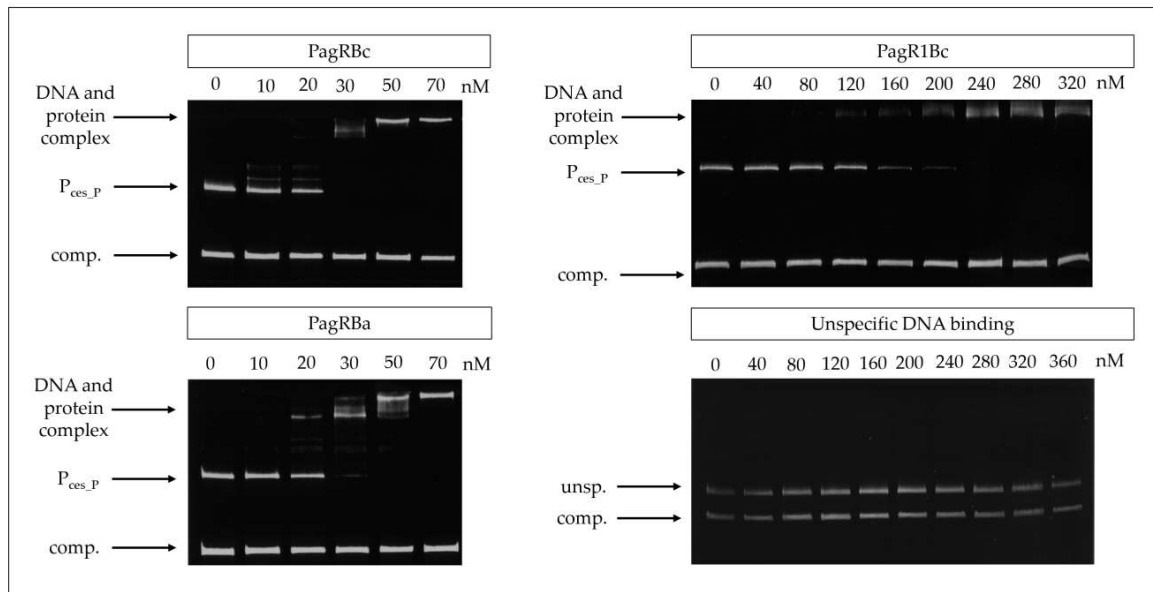 PagRBc
0 10 20 30 50 70 nM
DNA and
protein
complex
P_ces_P
comp.
PagR1Bc
0 40 80 120 160 200 240 280 320 nM
DNA and
protein
complex
P_ces_P
comp.
PagRBa
0 10 20 30 50 70 nM
DNA and
protein
complex
P_ces_P
comp.
Unspecific DNA binding
0 40 80 120 160 200 240 280 320 360 nM
unsp.
comp.